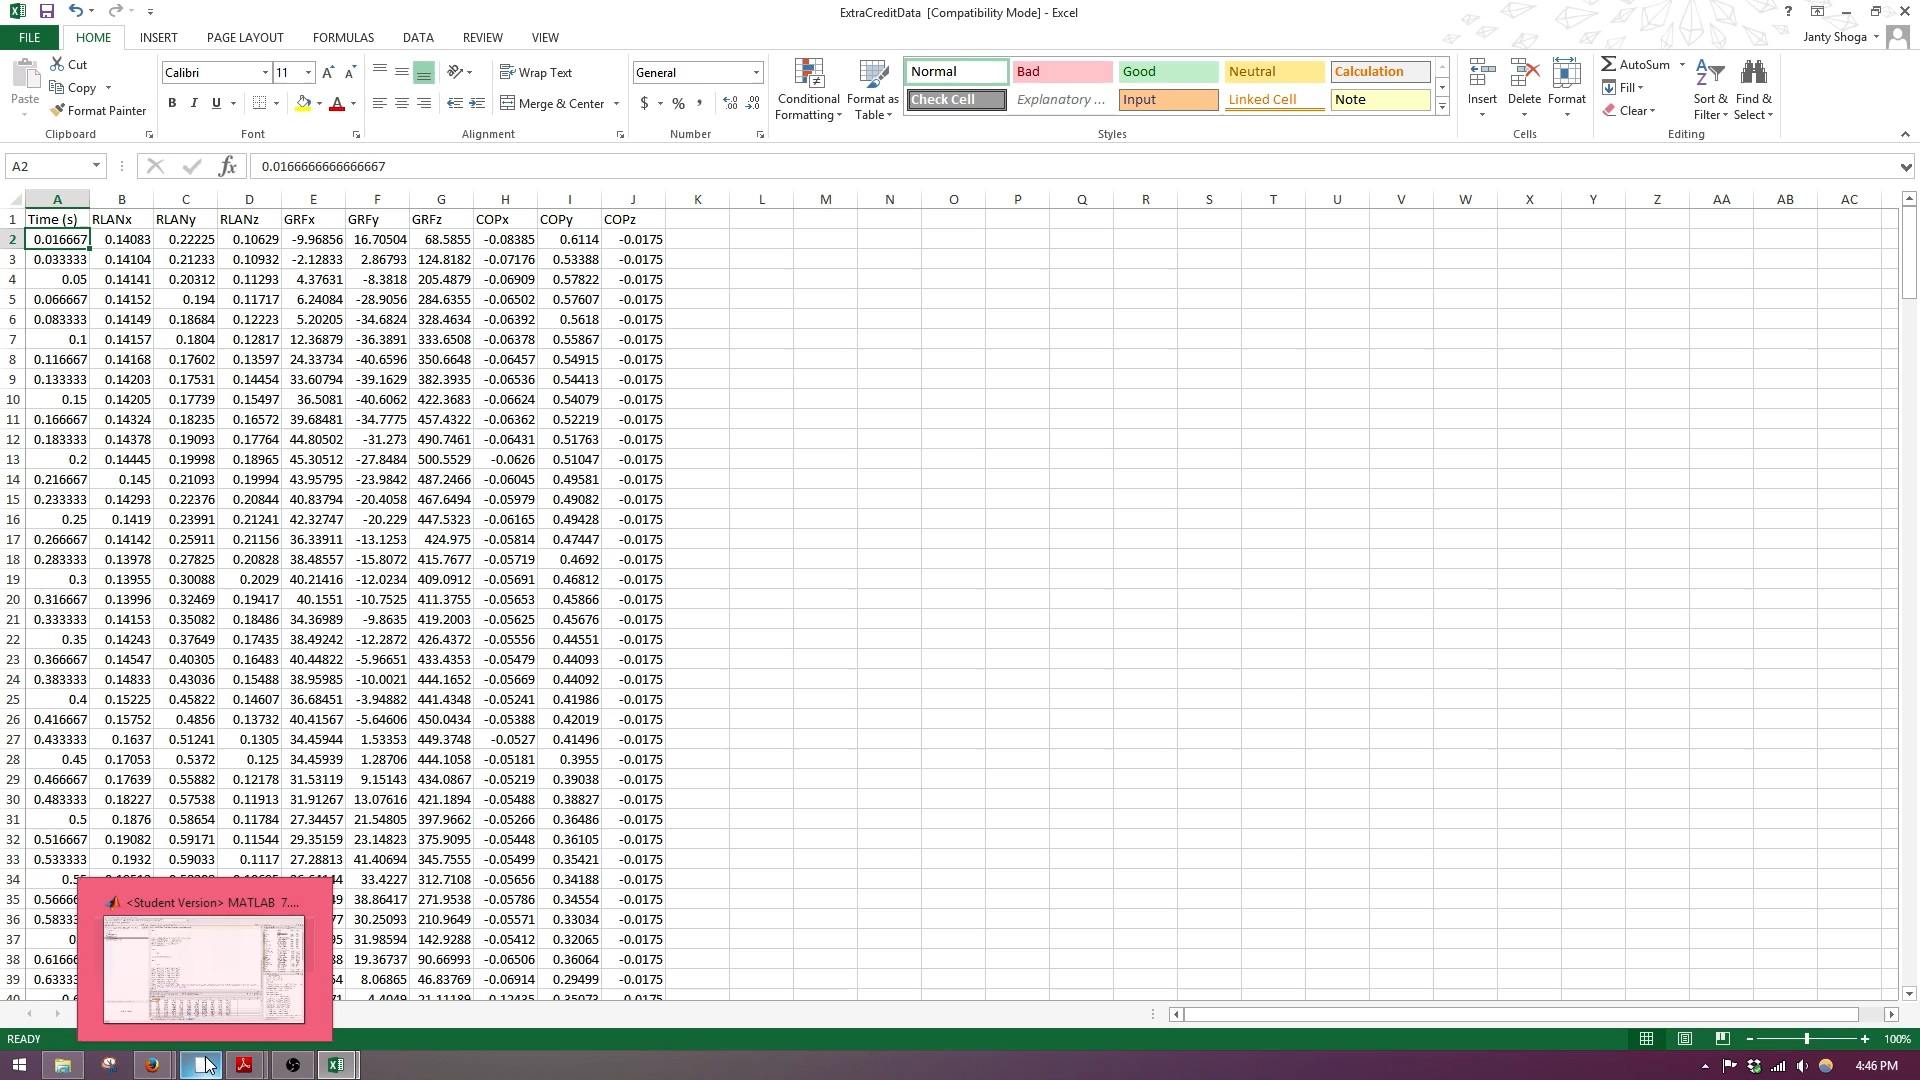 ExtraCreditData [Compatibility Mode] - Excel
FILE HOME INSERT PAGE LAYOUT FORMULAS DATA REVIEW VIEW Janty Shoga
Cut
Copy
Format Painter
Paste
Clipboard
Calibri 11
B I U
Font
Wrap Text
Merge & Center
Alignment
General
$ % ,
Number
Conditional Formatting
Format as Table
Normal Bad Good Neutral Calculation
Check Cell Explanatory ... Input Linked Cell Note
Styles
Insert Delete Format
Cells
AutoSum
Fill
Clear
Sort & Filter
Find & Select
Editing
A2 fx 0.0166666666666667
A B C D E F G H I J K L M N O P Q R S T U V W X Y Z AA AB AC
1 Time (s) RLANx RLANy RLANz GRFx GRFy GRFz COPx COPy COPz
2 0.016667 0.14083 0.22225 0.10629 -9.96856 16.70504 68.5855 -0.08385 0.6114 -0.0175
3 0.033333 0.14104 0.21233 0.10932 -2.12833 2.86793 124.8182 -0.07176 0.53388 -0.0175
4 0.05 0.14141 0.20312 0.11293 4.37631 -8.3818 205.4879 -0.06909 0.57822 -0.0175
5 0.066667 0.14152 0.194 0.11717 6.24084 -28.9056 284.6355 -0.06502 0.57607 -0.0175
6 0.083333 0.14149 0.18684 0.12223 5.20205 -34.6824 328.4634 -0.06392 0.5618 -0.0175
7 0.1 0.14157 0.1804 0.12817 12.36879 -36.3891 333.6508 -0.06378 0.55867 -0.0175
8 0.116667 0.14168 0.17602 0.13597 24.33734 -40.6596 350.6648 -0.06457 0.54915 -0.0175
9 0.133333 0.14203 0.17531 0.14454 33.60794 -39.1629 382.3935 -0.06536 0.54413 -0.0175
10 0.15 0.14205 0.17739 0.15497 36.5081 -40.6062 422.3683 -0.06624 0.54079 -0.0175
11 0.166667 0.14324 0.18235 0.16572 39.68481 -34.7775 457.4322 -0.06362 0.52219 -0.0175
12 0.183333 0.14378 0.19093 0.17764 44.80502 -31.273 490.7461 -0.06431 0.51763 -0.0175
13 0.2 0.14445 0.19998 0.18965 45.30512 -27.8484 500.5529 -0.0626 0.51047 -0.0175
14 0.216667 0.145 0.21093 0.19994 43.95795 -23.9842 487.2466 -0.06045 0.49581 -0.0175
15 0.233333 0.14293 0.22376 0.20844 40.83794 -20.4058 467.6494 -0.05979 0.49082 -0.0175
16 0.25 0.1419 0.23991 0.21241 42.32747 -20.229 447.5323 -0.06165 0.49428 -0.0175
17 0.266667 0.14142 0.25911 0.21156 36.33911 -13.1253 424.975 -0.05814 0.47447 -0.0175
18 0.283333 0.13978 0.27825 0.20828 38.48557 -15.8072 415.7677 -0.05719 0.4692 -0.0175
19 0.3 0.13955 0.30088 0.2029 40.21416 -12.0234 409.0912 -0.05691 0.46812 -0.0175
20 0.316667 0.13996 0.32469 0.19417 40.1551 -10.7525 411.3755 -0.05653 0.45866 -0.0175
21 0.333333 0.14153 0.35082 0.18486 34.36989 -9.8635 419.2003 -0.05625 0.45676 -0.0175
22 0.35 0.14243 0.37649 0.17435 38.49242 -12.2872 426.4372 -0.05556 0.44551 -0.0175
23 0.366667 0.14547 0.40305 0.16483 40.44822 -5.96651 433.4353 -0.05479 0.44093 -0.0175
24 0.383333 0.14833 0.43036 0.15488 38.95985 -10.0021 444.1652 -0.05669 0.44092 -0.0175
25 0.4 0.15225 0.45822 0.14607 36.68451 -3.94882 441.4348 -0.05241 0.41986 -0.0175
26 0.416667 0.15752 0.4856 0.13732 40.41567 -5.64606 450.0434 -0.05388 0.42019 -0.0175
27 0.433333 0.1637 0.51241 0.1305 34.45944 1.53353 449.3748 -0.0527 0.41496 -0.0175
28 0.45 0.17053 0.5372 0.125 34.45939 1.28706 444.1058 -0.05181 0.3955 -0.0175
29 0.466667 0.17639 0.55882 0.12178 31.53119 9.15143 434.0867 -0.05219 0.39038 -0.0175
30 0.483333 0.18227 0.57538 0.11913 31.91267 13.07616 421.1894 -0.05488 0.38827 -0.0175
31 0.5 0.1876 0.58654 0.11784 27.34457 21.54805 397.9662 -0.05266 0.36486 -0.0175
32 0.516667 0.19082 0.59171 0.11544 29.35159 23.14823 375.9095 -0.05448 0.36105 -0.0175
33 0.533333 0.1932 0.59033 0.1117 27.28813 41.40694 345.7555 -0.05499 0.35421 -0.0175
34 33.4227 312.7108 -0.05656 0.34188 -0.0175
35 0.5666 49 38.86417 271.9538 -0.05786 0.34554 -0.0175
36 0.5833 77 30.25093 210.9649 -0.05571 0.33034 -0.0175
37 95 31.98594 142.9288 -0.05412 0.32065 -0.0175
38 0.6166 88 19.36737 90.66993 -0.06506 0.36064 -0.0175
39 0.6333 54 8.06865 46.83769 -0.06914 0.29499 -0.0175
<Student Version> MATLAB 7....
READY 100%
4:46 PM